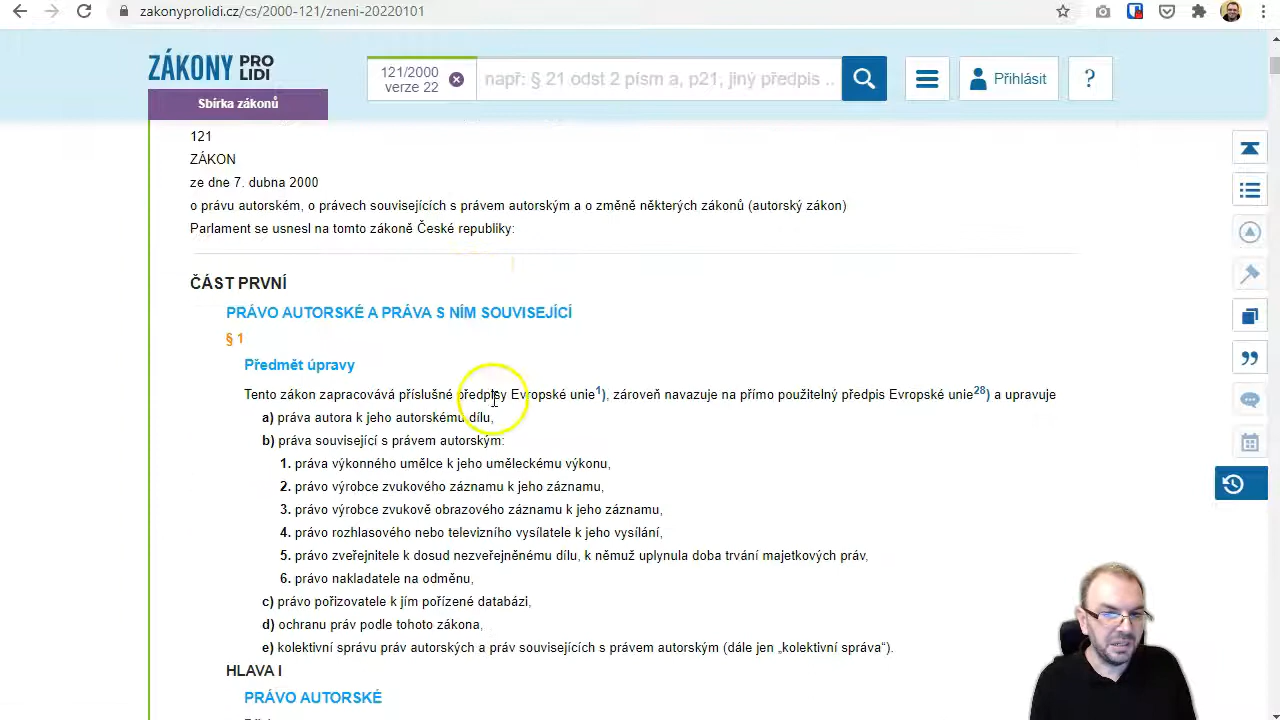 zakonyprolidi.cz/cs/2000-121/zneni-20220101
ZÁKONY PRO LIDI
Sbírka zákonů
121/2000
verze 22
např: § 21 odst 2 písm a, p21, jiný předpis ..
Přihlásit
?
121
ZÁKON
ze dne 7. dubna 2000
o právu autorském, o právech souvisejících s právem autorským a o změně některých zákonů (autorský zákon)
Parlament se usnesl na tomto zákoně České republiky:
ČÁST PRVNÍ
PRÁVO AUTORSKÉ A PRÁVA S NÍM SOUVISEJÍCÍ
§ 1
Předmět úpravy
Tento zákon zapracovává příslušné předpisy Evropské unie1), zároveň navazuje na přímo použitelný předpis Evropské unie28) a upravuje
a) práva autora k jeho autorskému dílu,
b) práva související s právem autorským:
1. práva výkonného umělce k jeho uměleckému výkonu,
2. právo výrobce zvukového záznamu k jeho záznamu,
3. právo výrobce zvukově obrazového záznamu k jeho záznamu,
4. právo rozhlasového nebo televizního vysílatele k jeho vysílání,
5. právo zveřejnitele k dosud nezveřejněnému dílu, k němuž uplynula doba trvání majetkových práv,
6. právo nakladatele na odměnu,
c) právo pořizovatele k jím pořízené databázi,
d) ochranu práv podle tohoto zákona,
e) kolektivní správu práv autorských a práv souvisejících s právem autorským (dále jen „kolektivní správa“).
HLAVA I
PRÁVO AUTORSKÉ